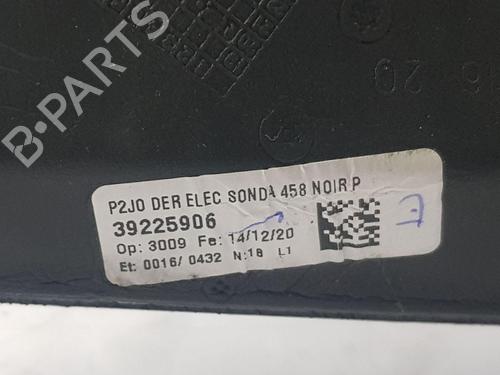 B-PARTS
P2JO DER ELEC SONDA 458 NOIR P
39225906
Op: 3009 Fe: 14/12/20
Et: 0016/ 0432 N:18 L1
E
20